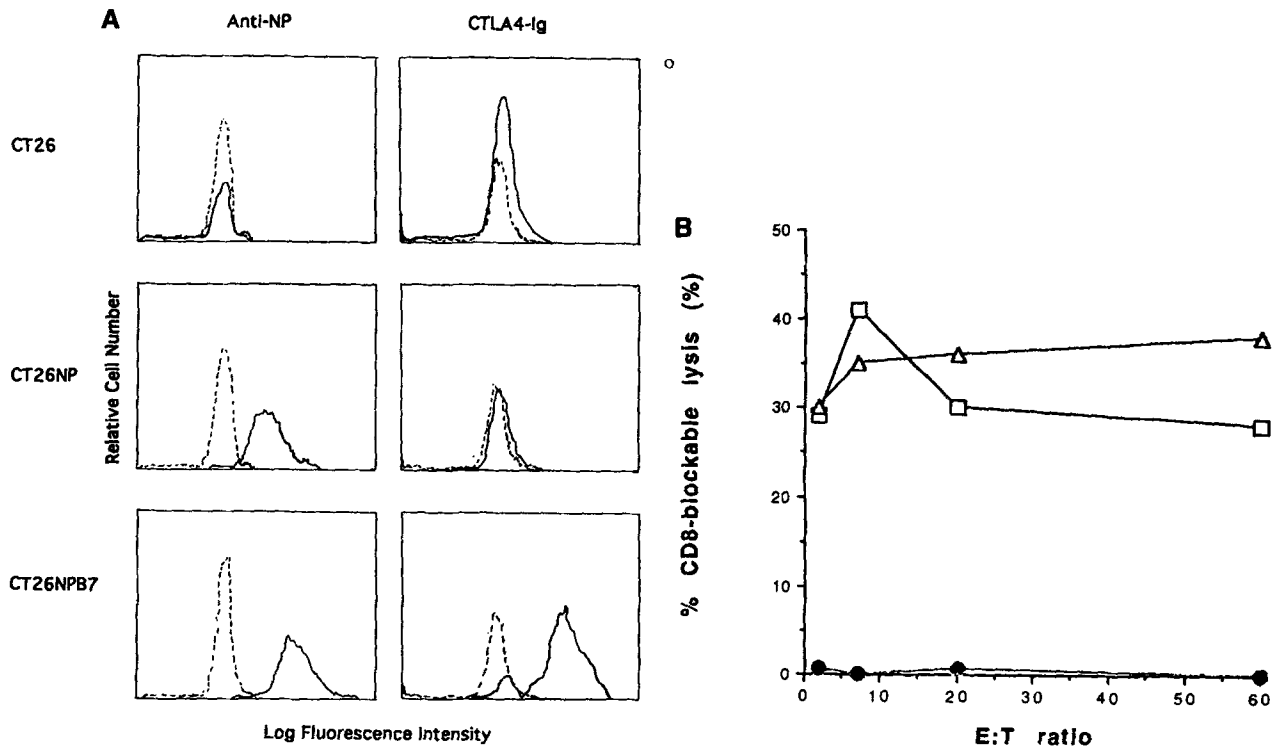 A
Anti-NP
CTLA4-Ig
CT26
CT26NP
CT26NPB7
Relative Cell Number
Log Fluorescence Intensity
B
% CD8-blockable lysis (%)
50
40
30
20
10
0
0 10 20 30 40 50 60
E:T ratio